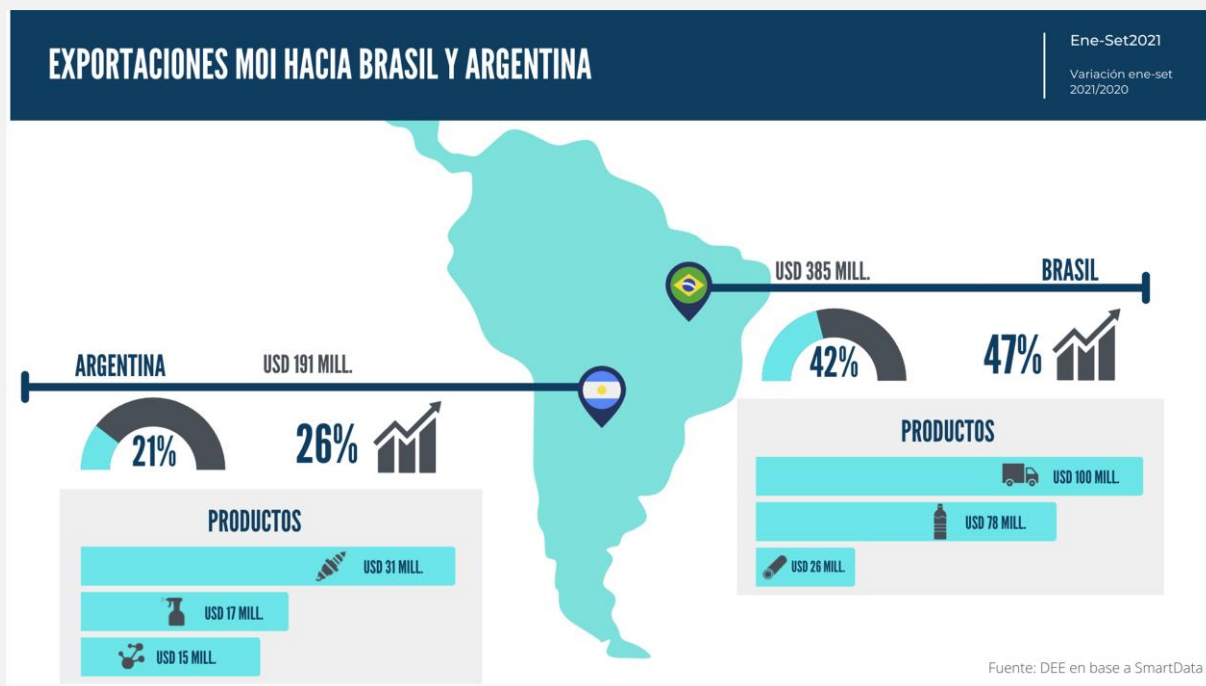 EXPORTACIONES MOI HACIA BRASIL Y ARGENTINA
Ene-Set2021
Variación ene-set
2021/2020
USD 385 MILL.
BRASIL
42%
47%
PRODUCTOS
USD 100 MILL.
USD 78 MILL.
USD 26 MILL.
ARGENTINA
USD 191 MILL.
21%
26%
PRODUCTOS
USD 31 MILL.
USD 17 MILL.
USD 15 MILL.
Fuente: DEE en base a SmartData